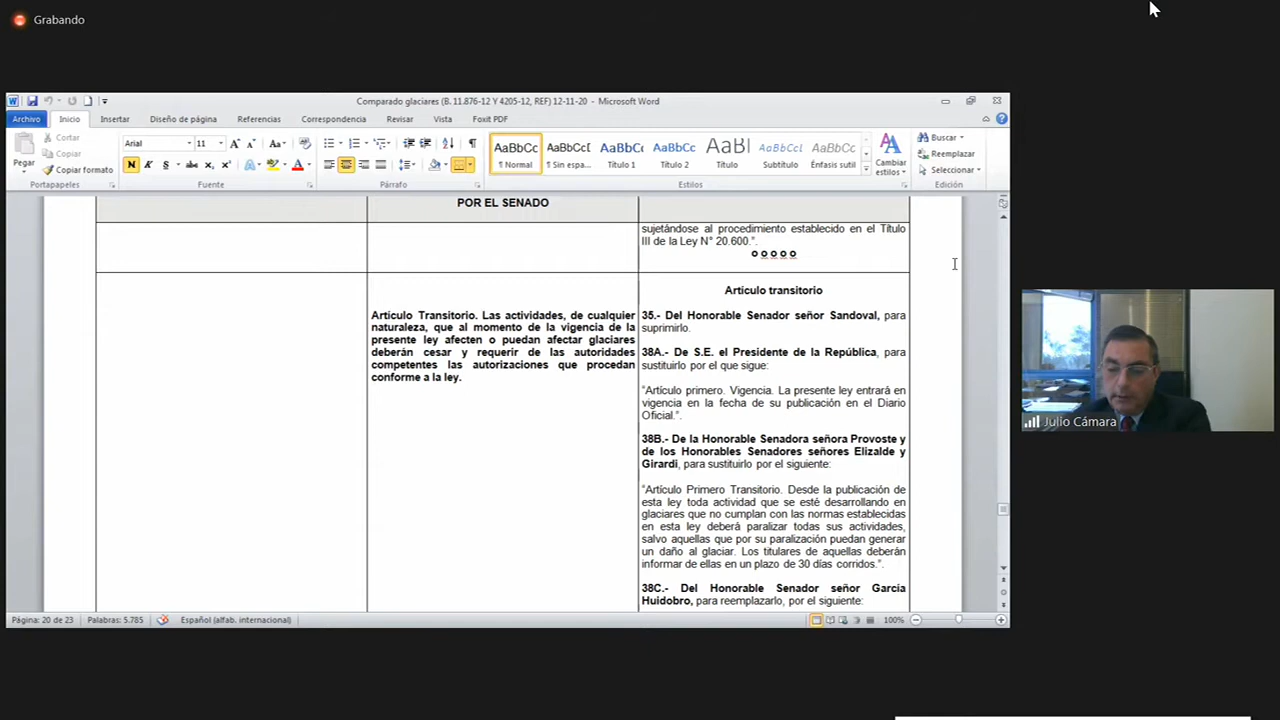 Grabando
Comparado glaciares (B. 11.876-12 Y 4205-12, REF) 12-11-20 - Microsoft Word
Archivo Inicio Insertar Diseño de página Referencias Correspondencia Revisar Vista Foxit PDF
Pegar
Cortar
Copiar
Copiar formato
Portapapeles
Arial 11
Fuente
Párrafo
AaBbCc AaBbCcI AaBbCc AaBbCc AaBI AaBbCcl AaBbCc
¶ Normal ¶ Sin espa... Título 1 Título 2 Título Subtítulo Énfasis sutil
Cambiar estilos
Estilos
Buscar
Reemplazar
Seleccionar
Edición
POR EL SENADO
sujetándose al procedimiento establecido en el Título
III de la Ley N° 20.600.”.
o o o o o
Artículo Transitorio. Las actividades, de cualquier
naturaleza, que al momento de la vigencia de la
presente ley afecten o puedan afectar glaciares
deberán cesar y requerir de las autoridades
competentes las autorizaciones que procedan
conforme a la ley.
Artículo transitorio
35.- Del Honorable Senador señor Sandoval, para
suprimirlo.
38A.- De S.E. el Presidente de la República, para
sustituirlo por el que sigue:
“Artículo primero. Vigencia. La presente ley entrará en
vigencia en la fecha de su publicación en el Diario
Oficial.”.
38B.- De la Honorable Senadora señora Provoste y
de los Honorables Senadores señores Elizalde y
Girardi, para sustituirlo por el siguiente:
“Artículo Primero Transitorio. Desde la publicación de
esta ley toda actividad que se esté desarrollando en
glaciares que no cumplan con las normas establecidas
en esta ley deberá paralizar todas sus actividades,
salvo aquellas que por su paralización puedan generar
un daño al glaciar. Los titulares de aquellas deberán
informar de ellas en un plazo de 30 días corridos.”.
38C.- Del Honorable Senador señor García
Huidobro, para reemplazarlo, por el siguiente:
Julio Cámara
Página: 20 de 23 Palabras: 5.785 Español (alfab. internacional) 100%